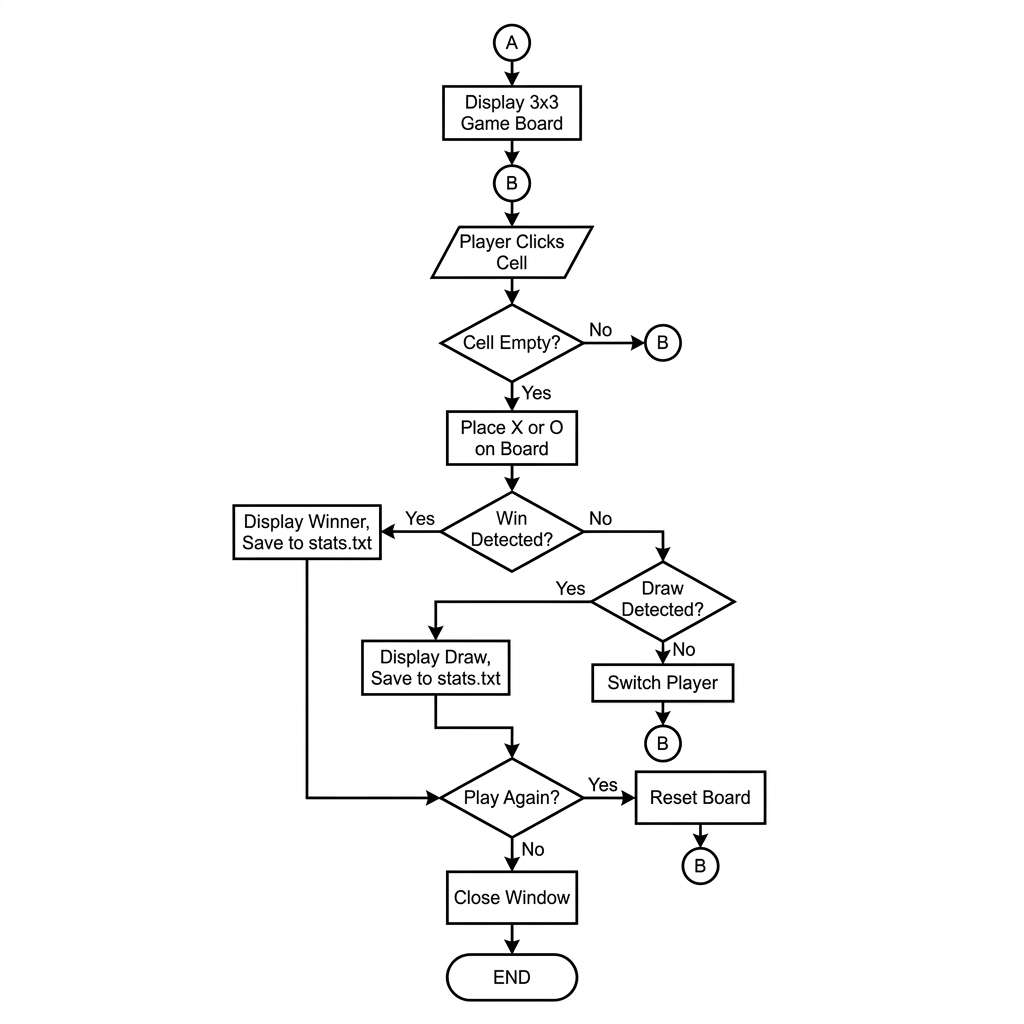 A
Display 3x3
Game Board
B
Player Clicks
Cell
Cell Empty?
No
B
Yes
Place X or O
on Board
Win
Detected?
Yes
Display Winner,
Save to stats.txt
No
Draw
Detected?
Yes
Display Draw,
Save to stats.txt
No
Switch Player
B
Play Again?
Yes
Reset Board
B
No
Close Window
END